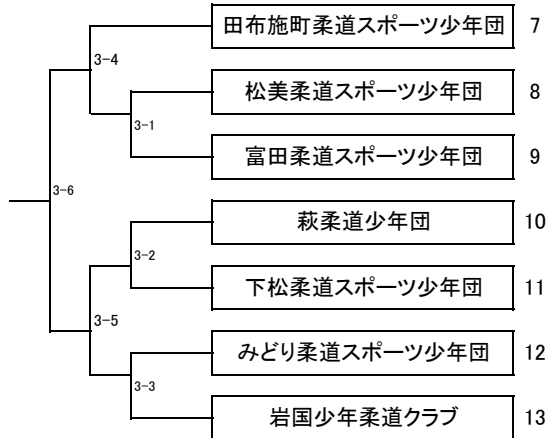 田布施町柔道スポーツ少年団 7
3-4
松美柔道スポーツ少年団 8
3-1
富田柔道スポーツ少年団 9
3-6
萩柔道少年団 10
3-2
下松柔道スポーツ少年団 11
3-5
みどり柔道スポーツ少年団 12
3-3
岩国少年柔道クラブ 13